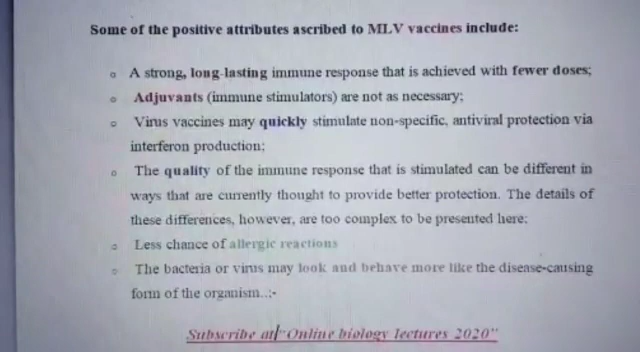 Some of the positive attributes ascribed to MLV vaccines include:
o A strong, long-lasting immune response that is achieved with fewer doses;
o Adjuvants (immune stimulators) are not as necessary;
o Virus vaccines may quickly stimulate non-specific, antiviral protection via
interferon production;
o The quality of the immune response that is stimulated can be different in
ways that are currently thought to provide better protection. The details of
these differences, however, are too complex to be presented here;
o Less chance of allergic reactions
o The bacteria or virus may look and behave more like the disease-causing
form of the organism..:-
Subscribe at "Online biology lectures 2020"